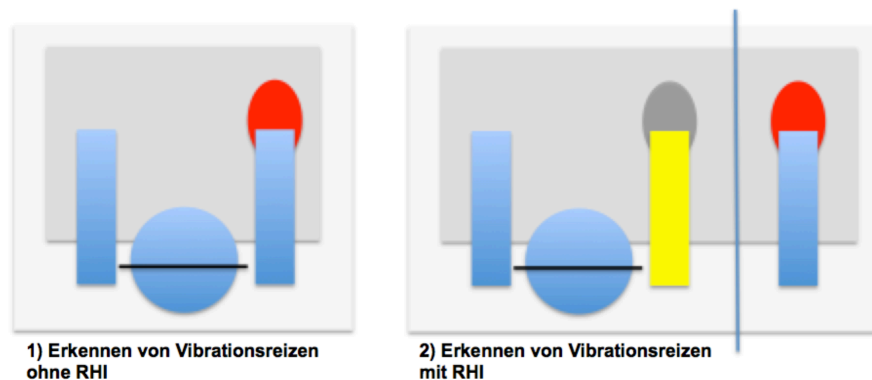 1) Erkennen von Vibrationsreizen
ohne RHI
2) Erkennen von Vibrationsreizen
mit RHI